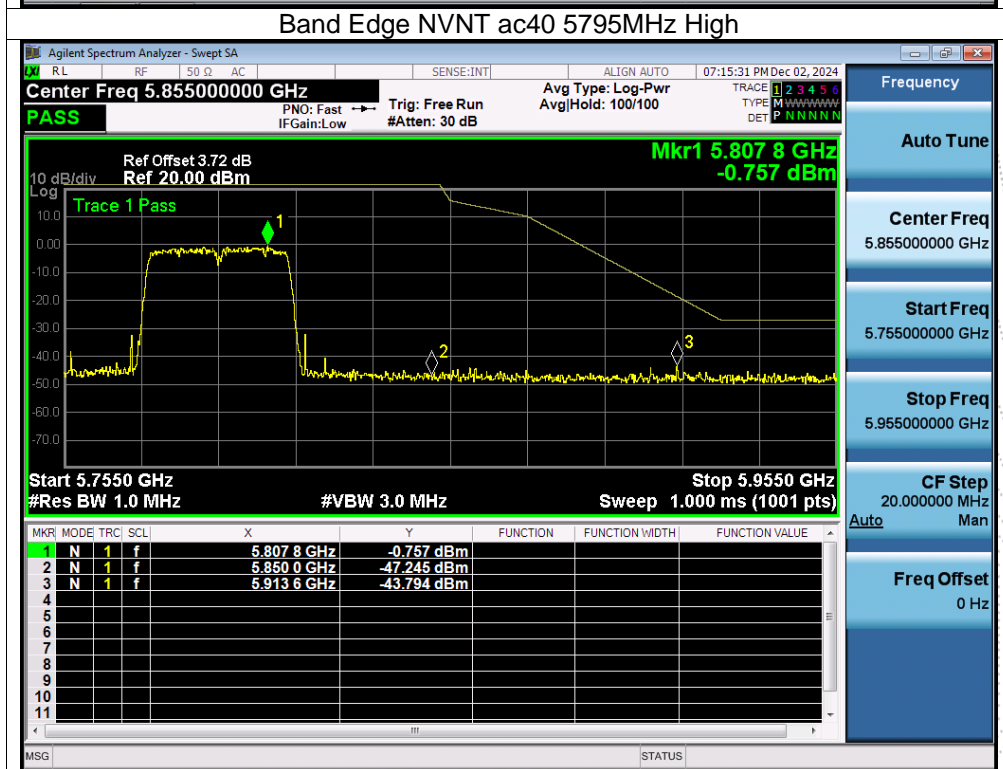 Band Edge NVNT ac40 5795MHz High
Agilent Spectrum Analyzer - Swept SA
LXI RL RF 50 Ω AC SENSE:INT ALIGN AUTO 07:15:31 PM Dec 02, 2024
Center Freq 5.855000000 GHz
PASS
PNO: Fast
IFGain:Low
Trig: Free Run
#Atten: 30 dB
Avg Type: Log-Pwr
Avg|Hold: 100/100
TRACE 1 2 3 4 5 6
TYPE M WWWWW
DET P N N N N N
Mkr1 5.807 8 GHz
-0.757 dBm
Ref Offset 3.72 dB
10 dB/div Ref 20.00 dBm
Log
Trace 1 Pass
10.0
0.00
-10.0
-20.0
-30.0
-40.0
-50.0
-60.0
-70.0
1
2
3
Start 5.7550 GHz Stop 5.9550 GHz
#Res BW 1.0 MHz #VBW 3.0 MHz Sweep 1.000 ms (1001 pts)
MKR MODE TRC SCL X Y FUNCTION FUNCTION WIDTH FUNCTION VALUE
1 N 1 f 5.807 8 GHz -0.757 dBm
2 N 1 f 5.850 0 GHz -47.245 dBm
3 N 1 f 5.913 6 GHz -43.794 dBm
4
5
6
7
8
9
10
11
MSG STATUS
Frequency
Auto Tune
Center Freq
5.855000000 GHz
Start Freq
5.755000000 GHz
Stop Freq
5.955000000 GHz
CF Step
20.000000 MHz
Auto Man
Freq Offset
0 Hz